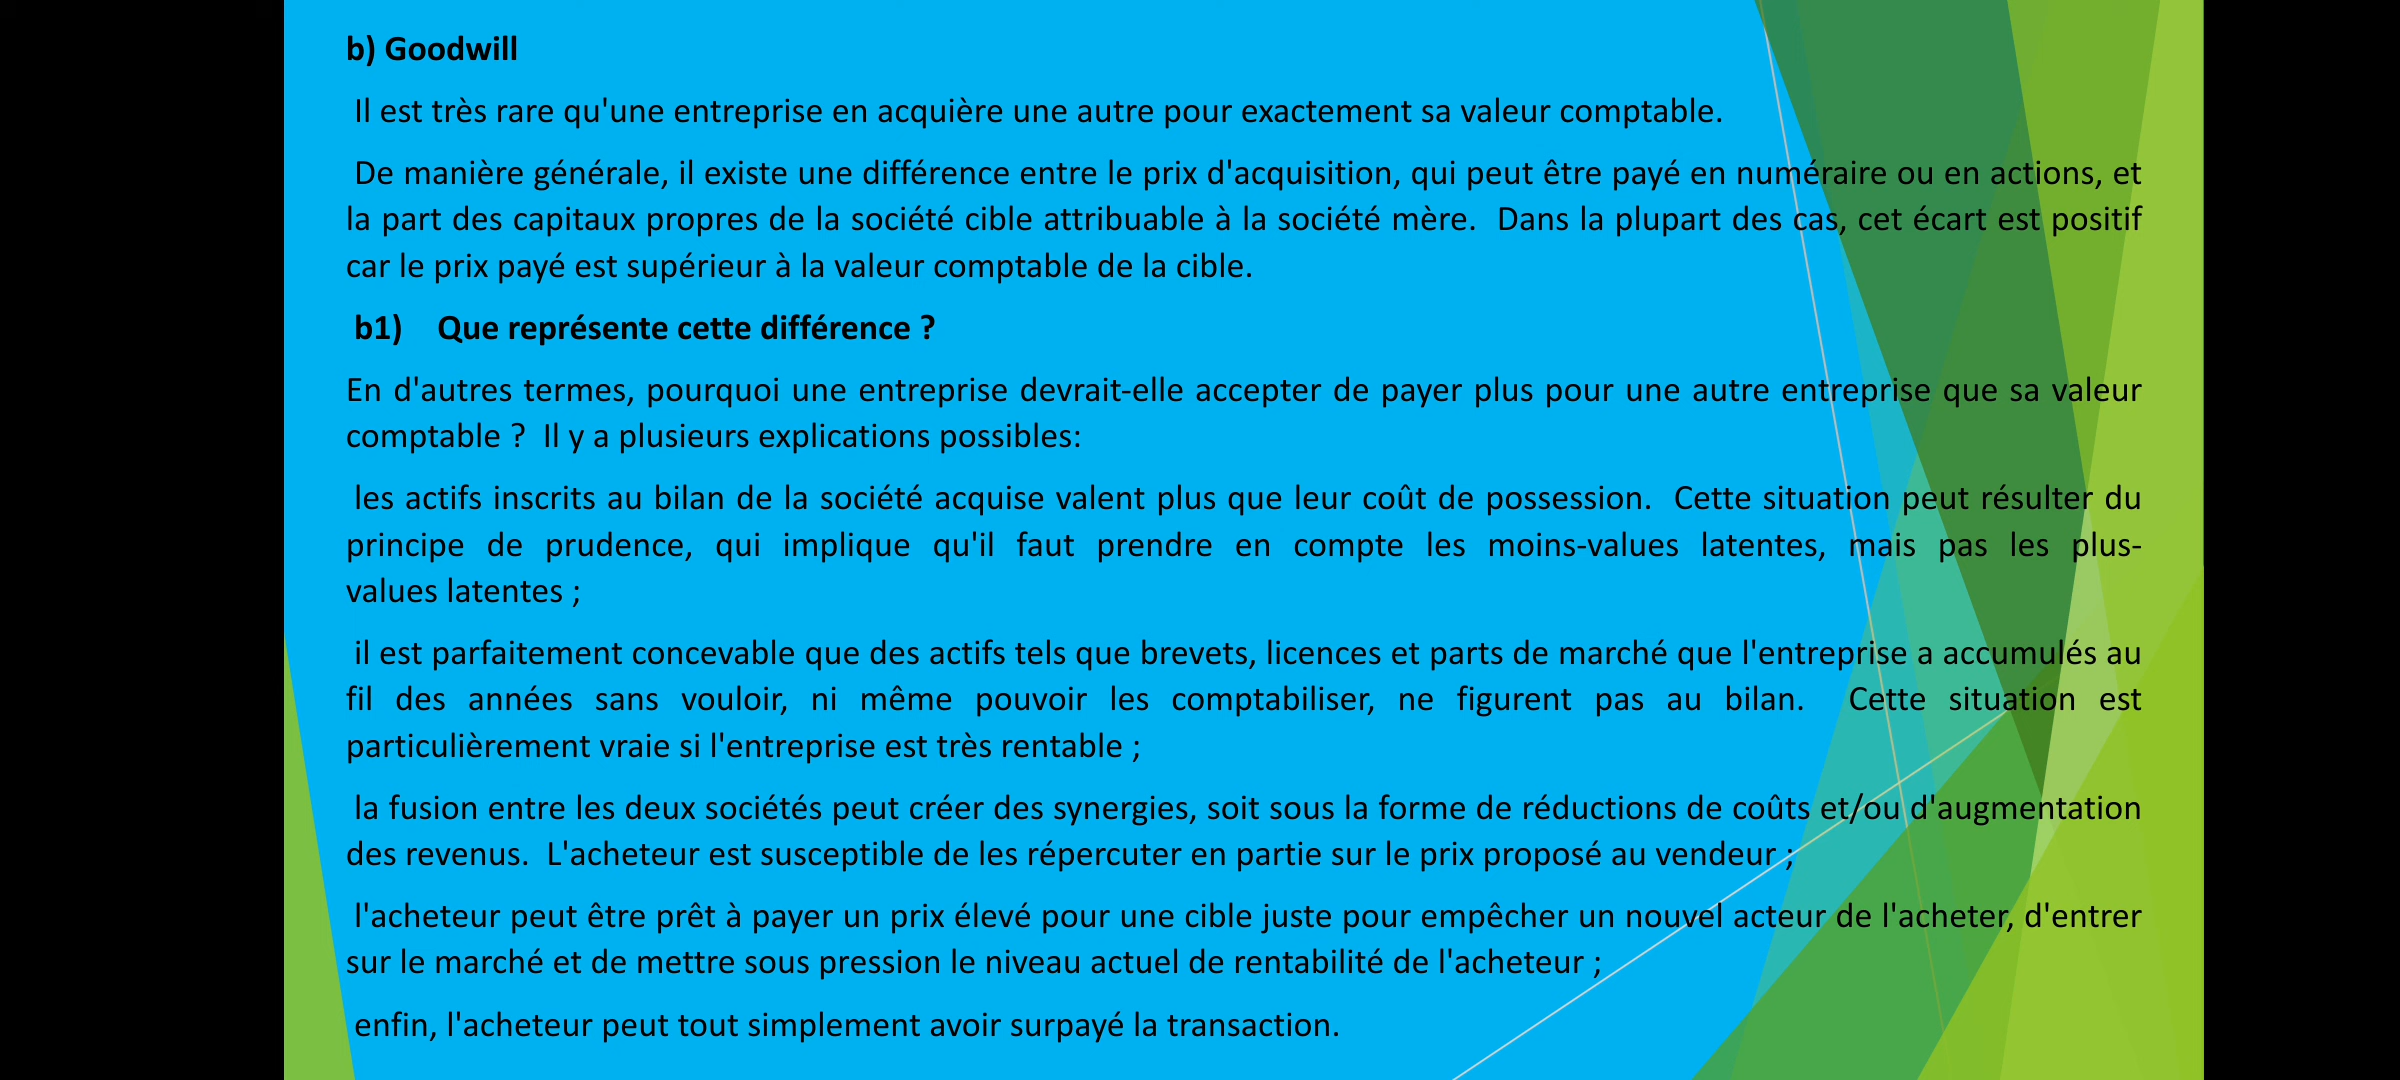 b) Goodwill
Il est très rare qu'une entreprise en acquière une autre pour exactement sa valeur comptable.
De manière générale, il existe une différence entre le prix d'acquisition, qui peut être payé en numéraire ou en actions, et
la part des capitaux propres de la société cible attribuable à la société mère.  Dans la plupart des cas, cet écart est positif
car le prix payé est supérieur à la valeur comptable de la cible.
b1) Que représente cette différence ?
En d'autres termes, pourquoi une entreprise devrait-elle accepter de payer plus pour une autre entreprise que sa valeur
comptable ?  Il y a plusieurs explications possibles:
les actifs inscrits au bilan de la société acquise valent plus que leur coût de possession.  Cette situation peut résulter du
principe de prudence, qui implique qu'il faut prendre en compte les moins-values latentes, mais pas les plus-
values latentes ;
il est parfaitement concevable que des actifs tels que brevets, licences et parts de marché que l'entreprise a accumulés au
fil des années sans vouloir, ni même pouvoir les comptabiliser, ne figurent pas au bilan.  Cette situation est
particulièrement vraie si l'entreprise est très rentable ;
la fusion entre les deux sociétés peut créer des synergies, soit sous la forme de réductions de coûts et/ou d'augmentation
des revenus.  L'acheteur est susceptible de les répercuter en partie sur le prix proposé au vendeur ;
l'acheteur peut être prêt à payer un prix élevé pour une cible juste pour empêcher un nouvel acteur de l'acheter, d'entrer
sur le marché et de mettre sous pression le niveau actuel de rentabilité de l'acheteur ;
enfin, l'acheteur peut tout simplement avoir surpayé la transaction.